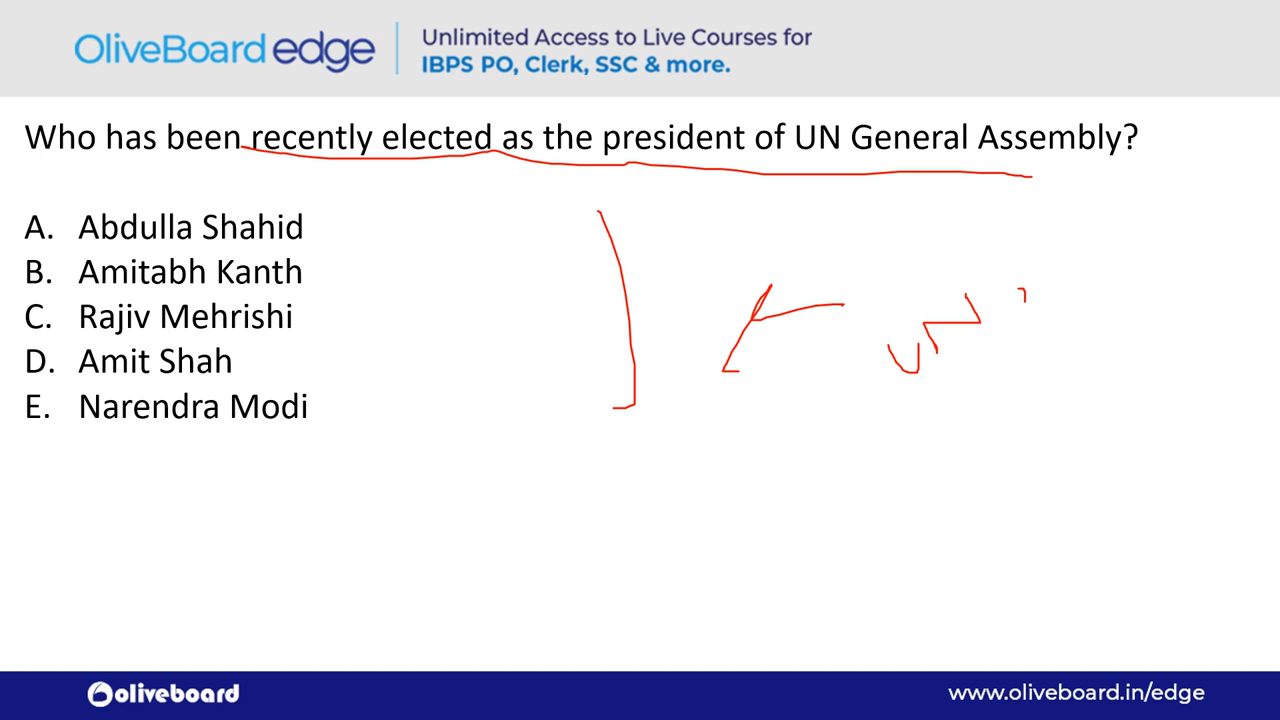 OliveBoard edge
Unlimited Access to Live Courses for
IBPS PO, Clerk, SSC & more.
Who has been recently elected as the president of UN General Assembly?
A. Abdulla Shahid
B. Amitabh Kanth
C. Rajiv Mehrishi
D. Amit Shah
E. Narendra Modi
UN
oliveboard
www.oliveboard.in/edge